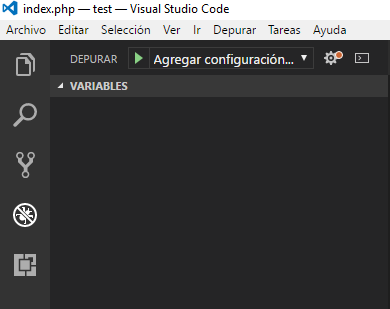 index.php — test — Visual Studio Code
Archivo Editar Selección Ver Ir Depurar Tareas Ayuda
DEPURAR Agregar configuración...
VARIABLES